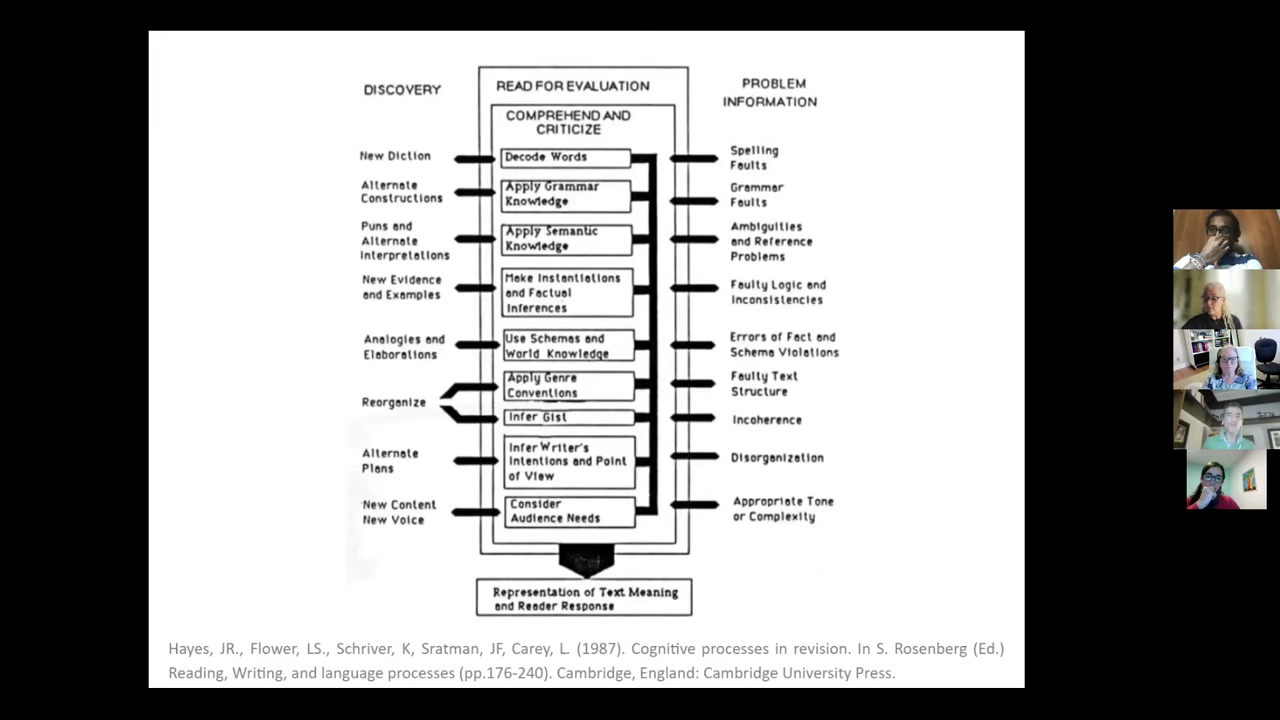 DISCOVERY
READ FOR EVALUATION
PROBLEM
INFORMATION
COMPREHEND AND
CRITICIZE
New Diction
Decode Words
Spelling
Faults
Alternate
Constructions
Apply Grammar
Knowledge
Grammar
Faults
Puns and
Alternate
Interpretations
Apply Semantic
Knowledge
Ambiguities
and Reference
Problems
New Evidence
and Examples
Make Instantiations
and Factual
Inferences
Faulty Logic and
Inconsistencies
Analogies and
Elaborations
Use Schemas and
World Knowledge
Errors of Fact and
Schema Violations
Reorganize
Apply Genre
Conventions
Faulty Text
Structure
Infer Gist
Incoherence
Alternate
Plans
Infer Writer's
Intentions and Point
of View
Disorganization
New Content
New Voice
Consider
Audience Needs
Appropriate Tone
or Complexity
Representation of Text Meaning
and Reader Response
Hayes, JR., Flower, LS., Schriver, K, Sratman, JF, Carey, L. (1987). Cognitive processes in revision. In S. Rosenberg (Ed.)
Reading, Writing, and language processes (pp.176-240). Cambridge, England: Cambridge University Press.